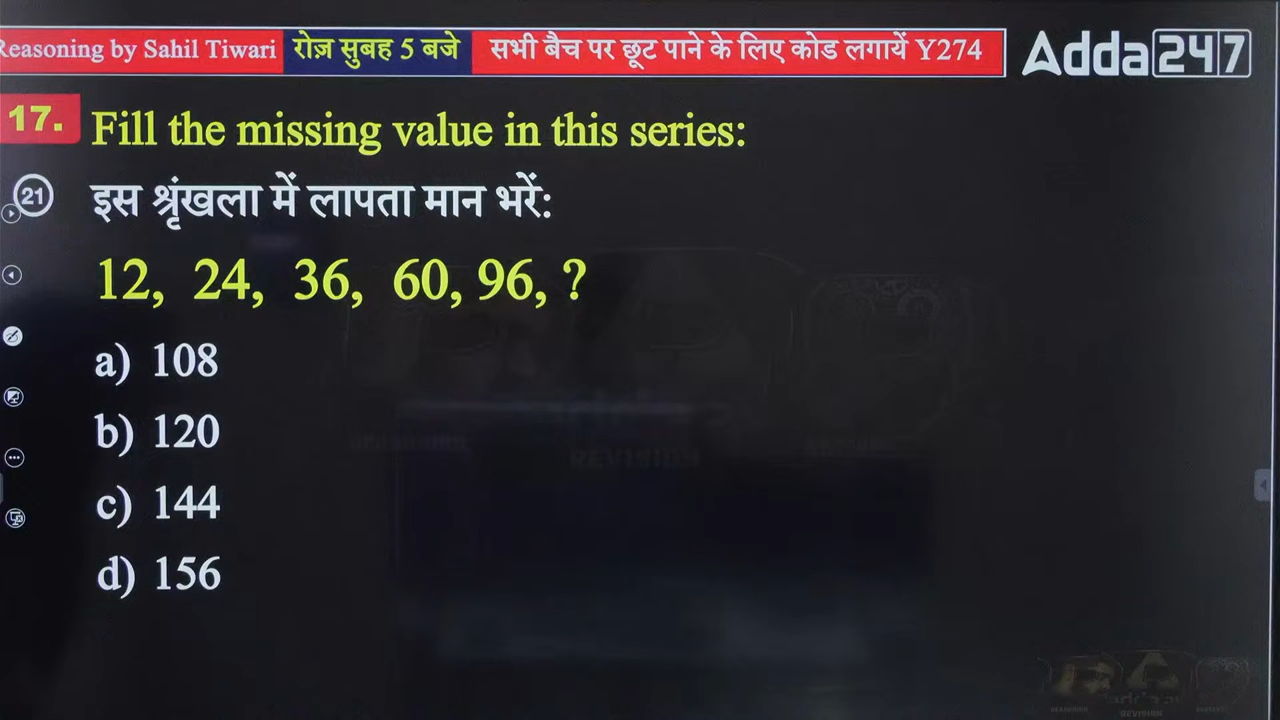 Reasoning by Sahil Tiwari रोज़ सुबह 5 बजे सभी बैच पर छूट पाने के लिए कोड लगायें Y274 Adda247
17. Fill the missing value in this series:
21 इस श्रृंखला में लापता मान भरें:
12, 24, 36, 60, 96, ?
a) 108
b) 120
c) 144
d) 156
REVISION